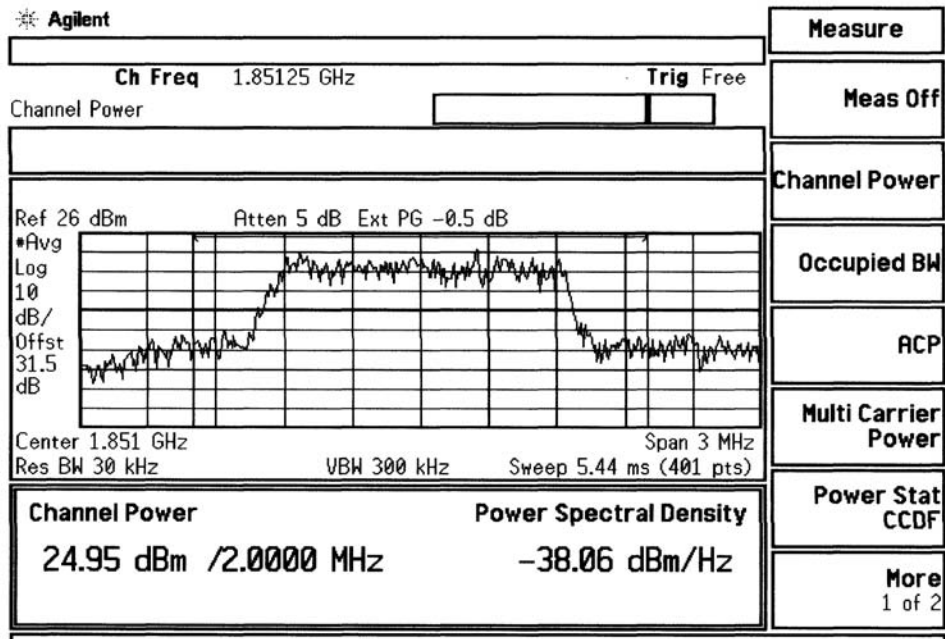 Agilent
Measure
Ch Freq 1.85125 GHz Trig Free
Channel Power
Meas Off
Channel Power
Ref 26 dBm Atten 5 dB Ext PG -0.5 dB
#Avg
Log
10
dB/
Offst
31.5
dB
Occupied BW
ACP
Multi Carrier
Power
Center 1.851 GHz Span 3 MHz
Res BW 30 kHz VBW 300 kHz Sweep 5.44 ms (401 pts)
Channel Power Power Spectral Density
24.95 dBm /2.0000 MHz -38.06 dBm/Hz
Power Stat
CCDF
More
1 of 2